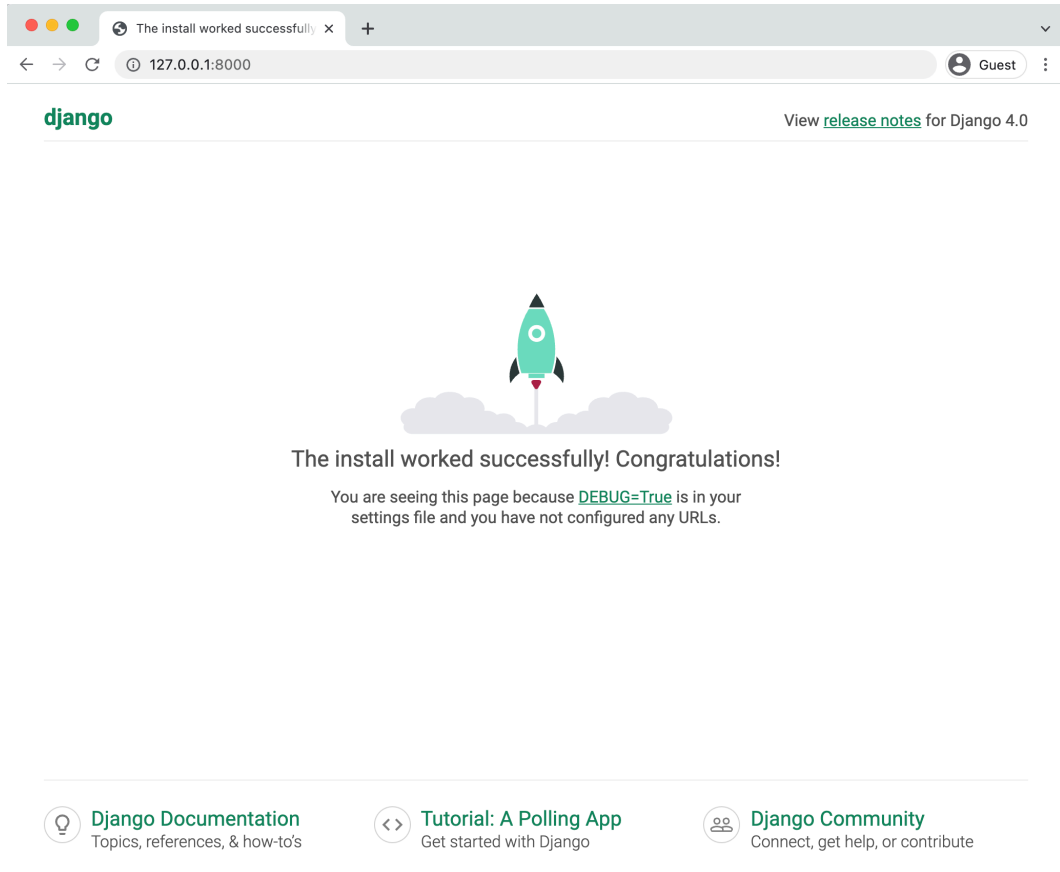 The install worked successfully
127.0.0.1:8000
Guest
django
View release notes for Django 4.0
The install worked successfully! Congratulations!
You are seeing this page because DEBUG=True is in your
settings file and you have not configured any URLs.
Django Documentation
Topics, references, & how-to’s
Tutorial: A Polling App
Get started with Django
Django Community
Connect, get help, or contribute